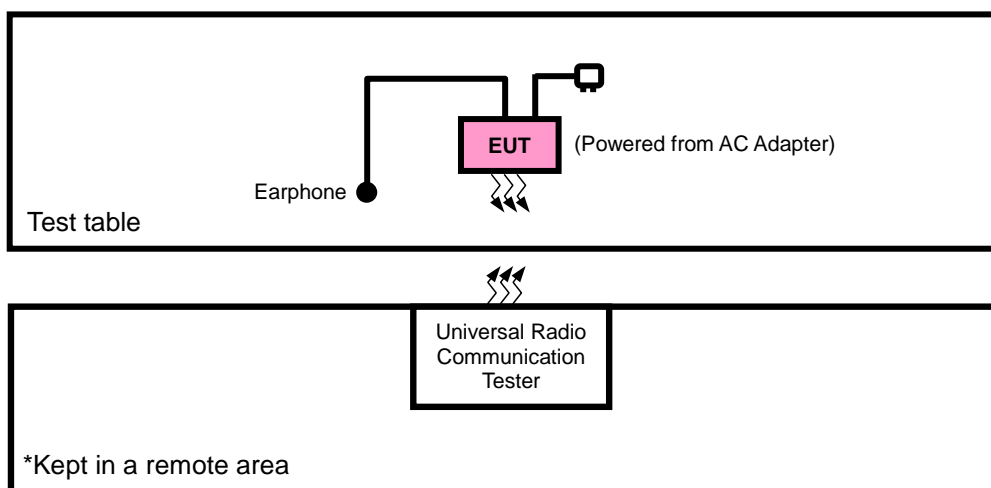 EUT
(Powered from AC Adapter)
Earphone
Test table
Universal Radio
Communication
Tester
*Kept in a remote area